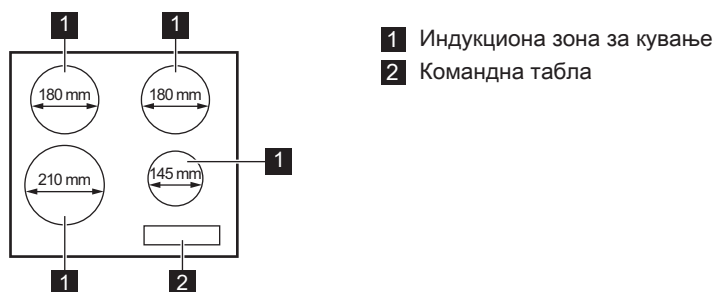 1 1
180 mm 180 mm
210 mm 145 mm 1
1 2
1 Индукциона зона за кување
2 Командна табла